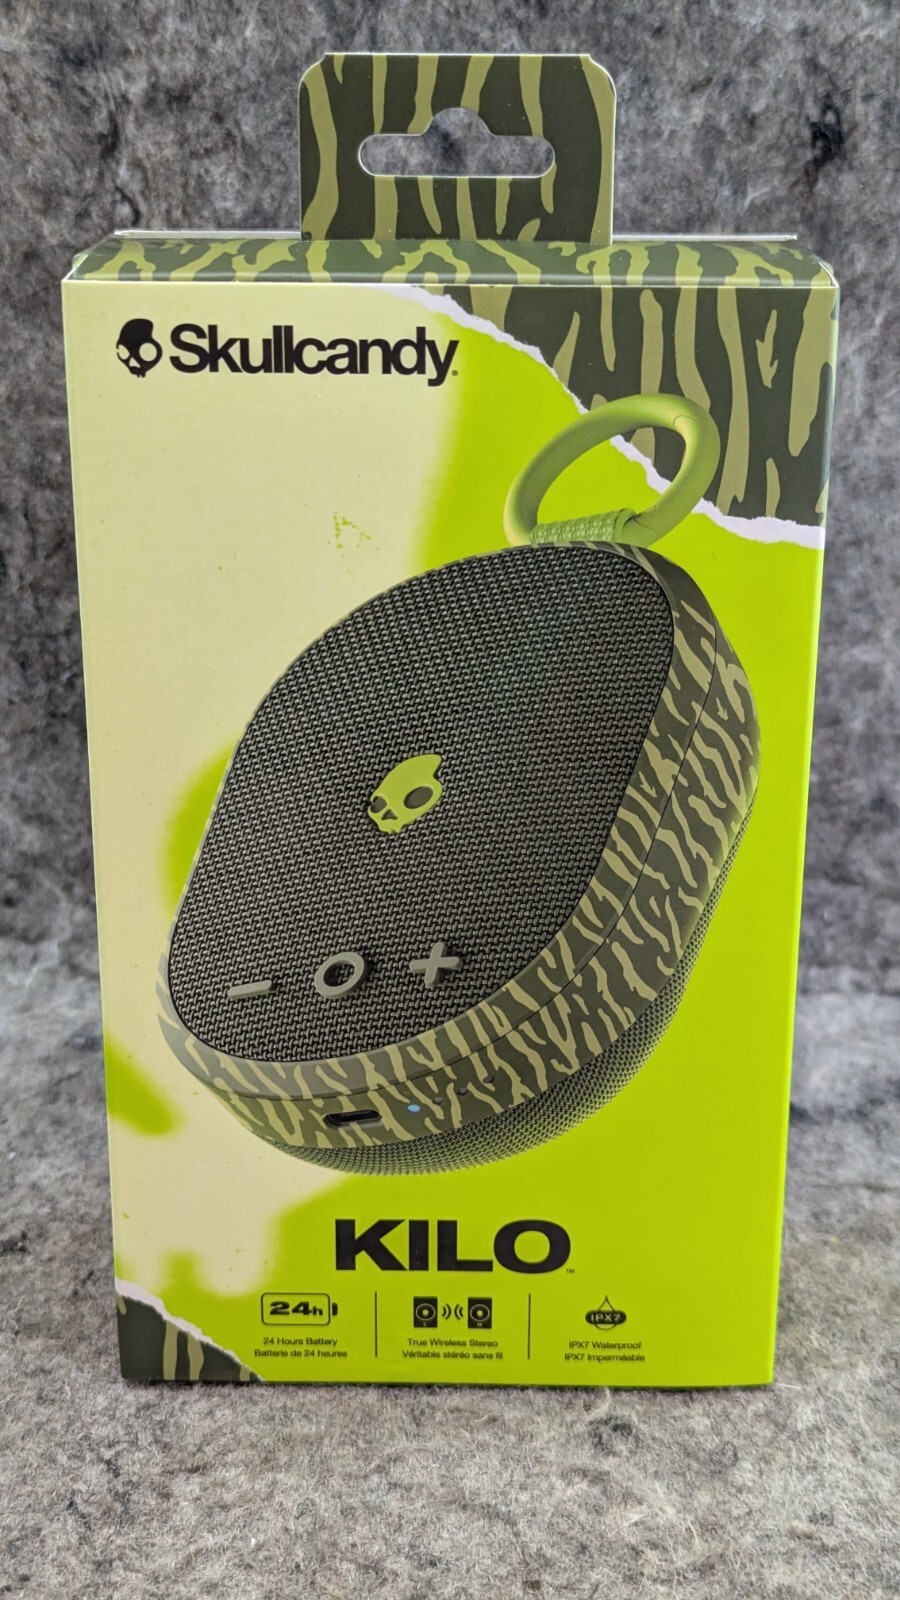 Skullcandy
KILO™
24h
24 Hours Battery
Batterie de 24 heures
L R
True Wireless Stereo
Véritable stéréo sans fil
IPX7
IPX7 Waterproof
IPX7 Imperméable